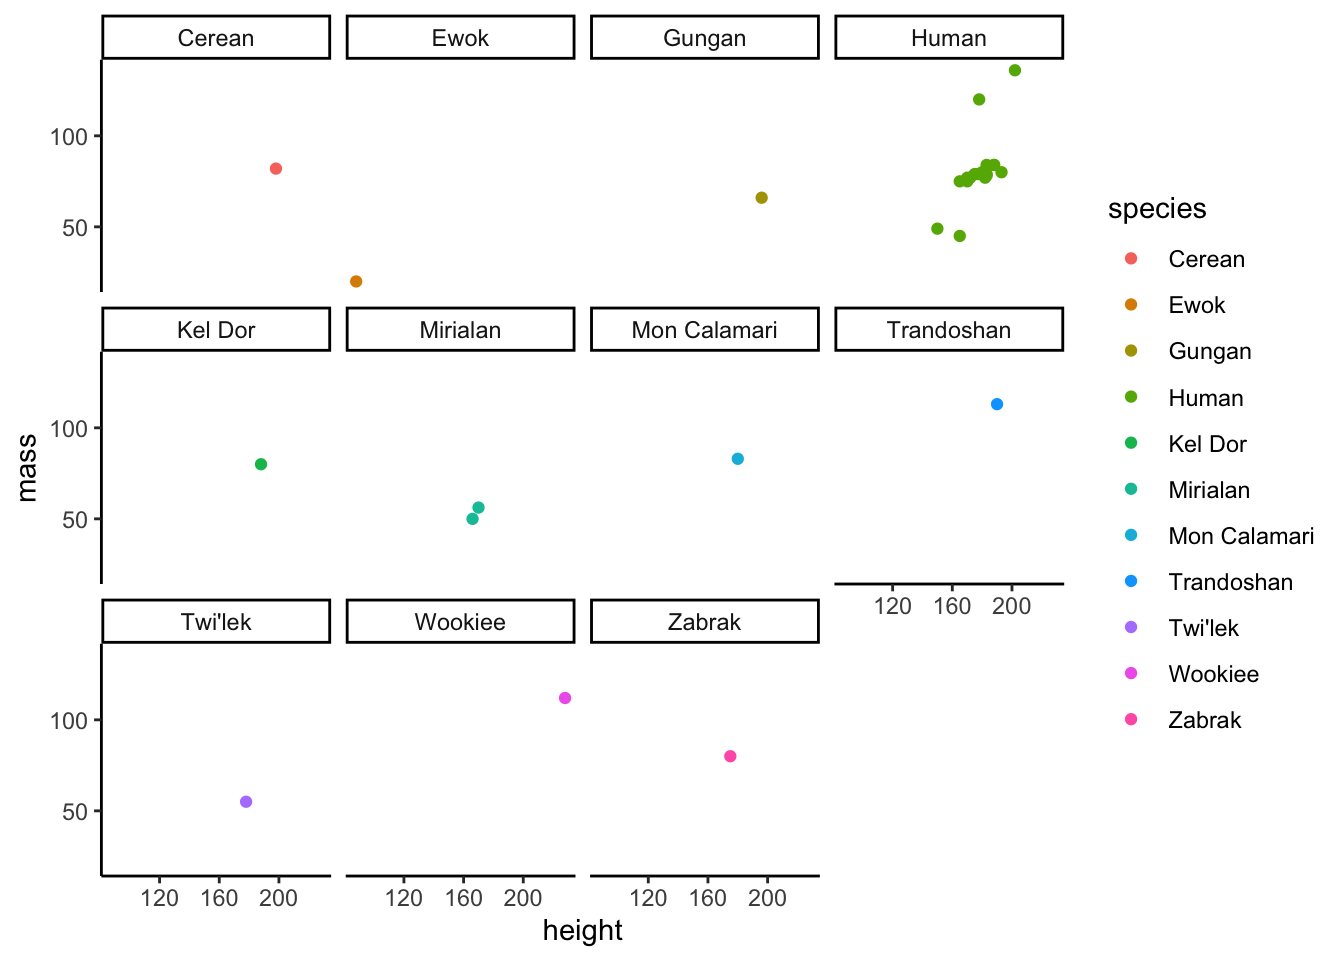 Cerean Ewok Gungan Human
100
50
species
Cerean
Ewok
Gungan
Human
Kel Dor
Mirialan
Mon Calamari
Trandoshan
Twi'lek
Wookiee
Zabrak
Kel Dor Mirialan Mon Calamari Trandoshan
100
50
mass
120 160 200
Twi'lek Wookiee Zabrak
100
50
120 160 200 120 160 200 120 160 200
height